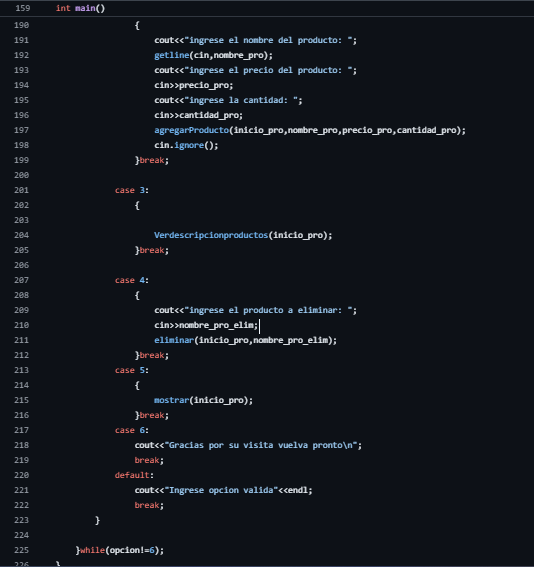 159 int main()
190 {
191 cout<<"ingrese el nombre del producto: ";
192 getline(cin,nombre_pro);
193 cout<<"ingrese el precio del producto: ";
194 cin>>precio_pro;
195 cout<<"ingrese la cantidad: ";
196 cin>>cantidad_pro;
197 agregarProducto(inicio_pro,nombre_pro,precio_pro,cantidad_pro);
198 cin.ignore();
199 }break;
200
201 case 3:
202 {
203
204 Verdescripcionproductos(inicio_pro);
205 }break;
206
207 case 4:
208 {
209 cout<<"ingrese el producto a eliminar: ";
210 cin>>nombre_pro_elim;
211 eliminar(inicio_pro,nombre_pro_elim);
212 }break;
213 case 5:
214 {
215 mostrar(inicio_pro);
216 }break;
217 case 6:
218 cout<<"Gracias por su visita vuelva pronto\n";
219 break;
220 default:
221 cout<<"Ingrese opcion valida"<<endl;
222 break;
223 }
224
225 }while(opcion!=6);
226 }